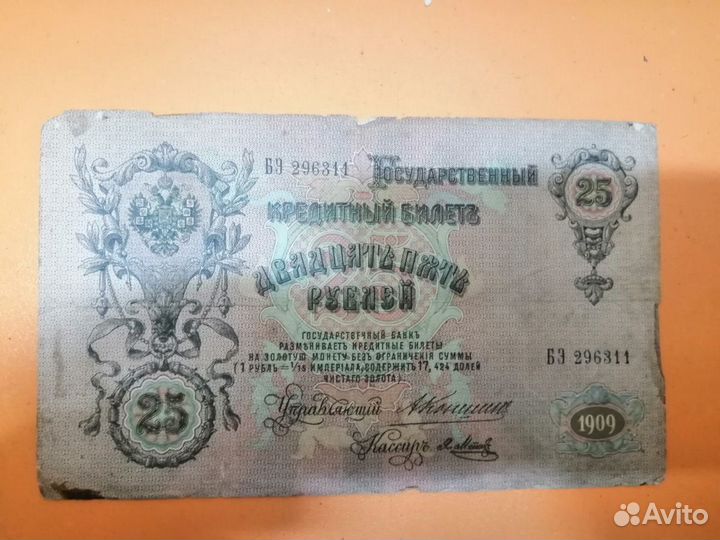 БЭ 296311
Государственный
25
Кредитный Билетъ
Двадцать пять
Рублей
Государственный Банкъ
размѣниваетъ кредитные билеты
на золотую монету безъ ограниченія суммы
(1 рубль = 1/15 имперіала, содержитъ 17,424 долей
чистаго золота).
БЭ 296311
25
Управляющій
1909
Кассиръ
Avito